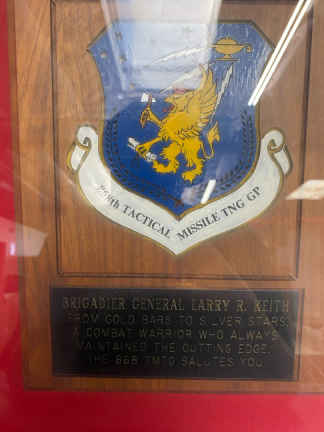 868th TACTICAL MISSILE TNG GP
BRIGADIER GENERAL LARRY R. KEITH
FROM GOLD BARS TO SILVER STARS:
A COMBAT WARRIOR WHO ALWAYS
MAINTAINED THE CUTTING EDGE.
THE 868 TMTG SALUTES YOU